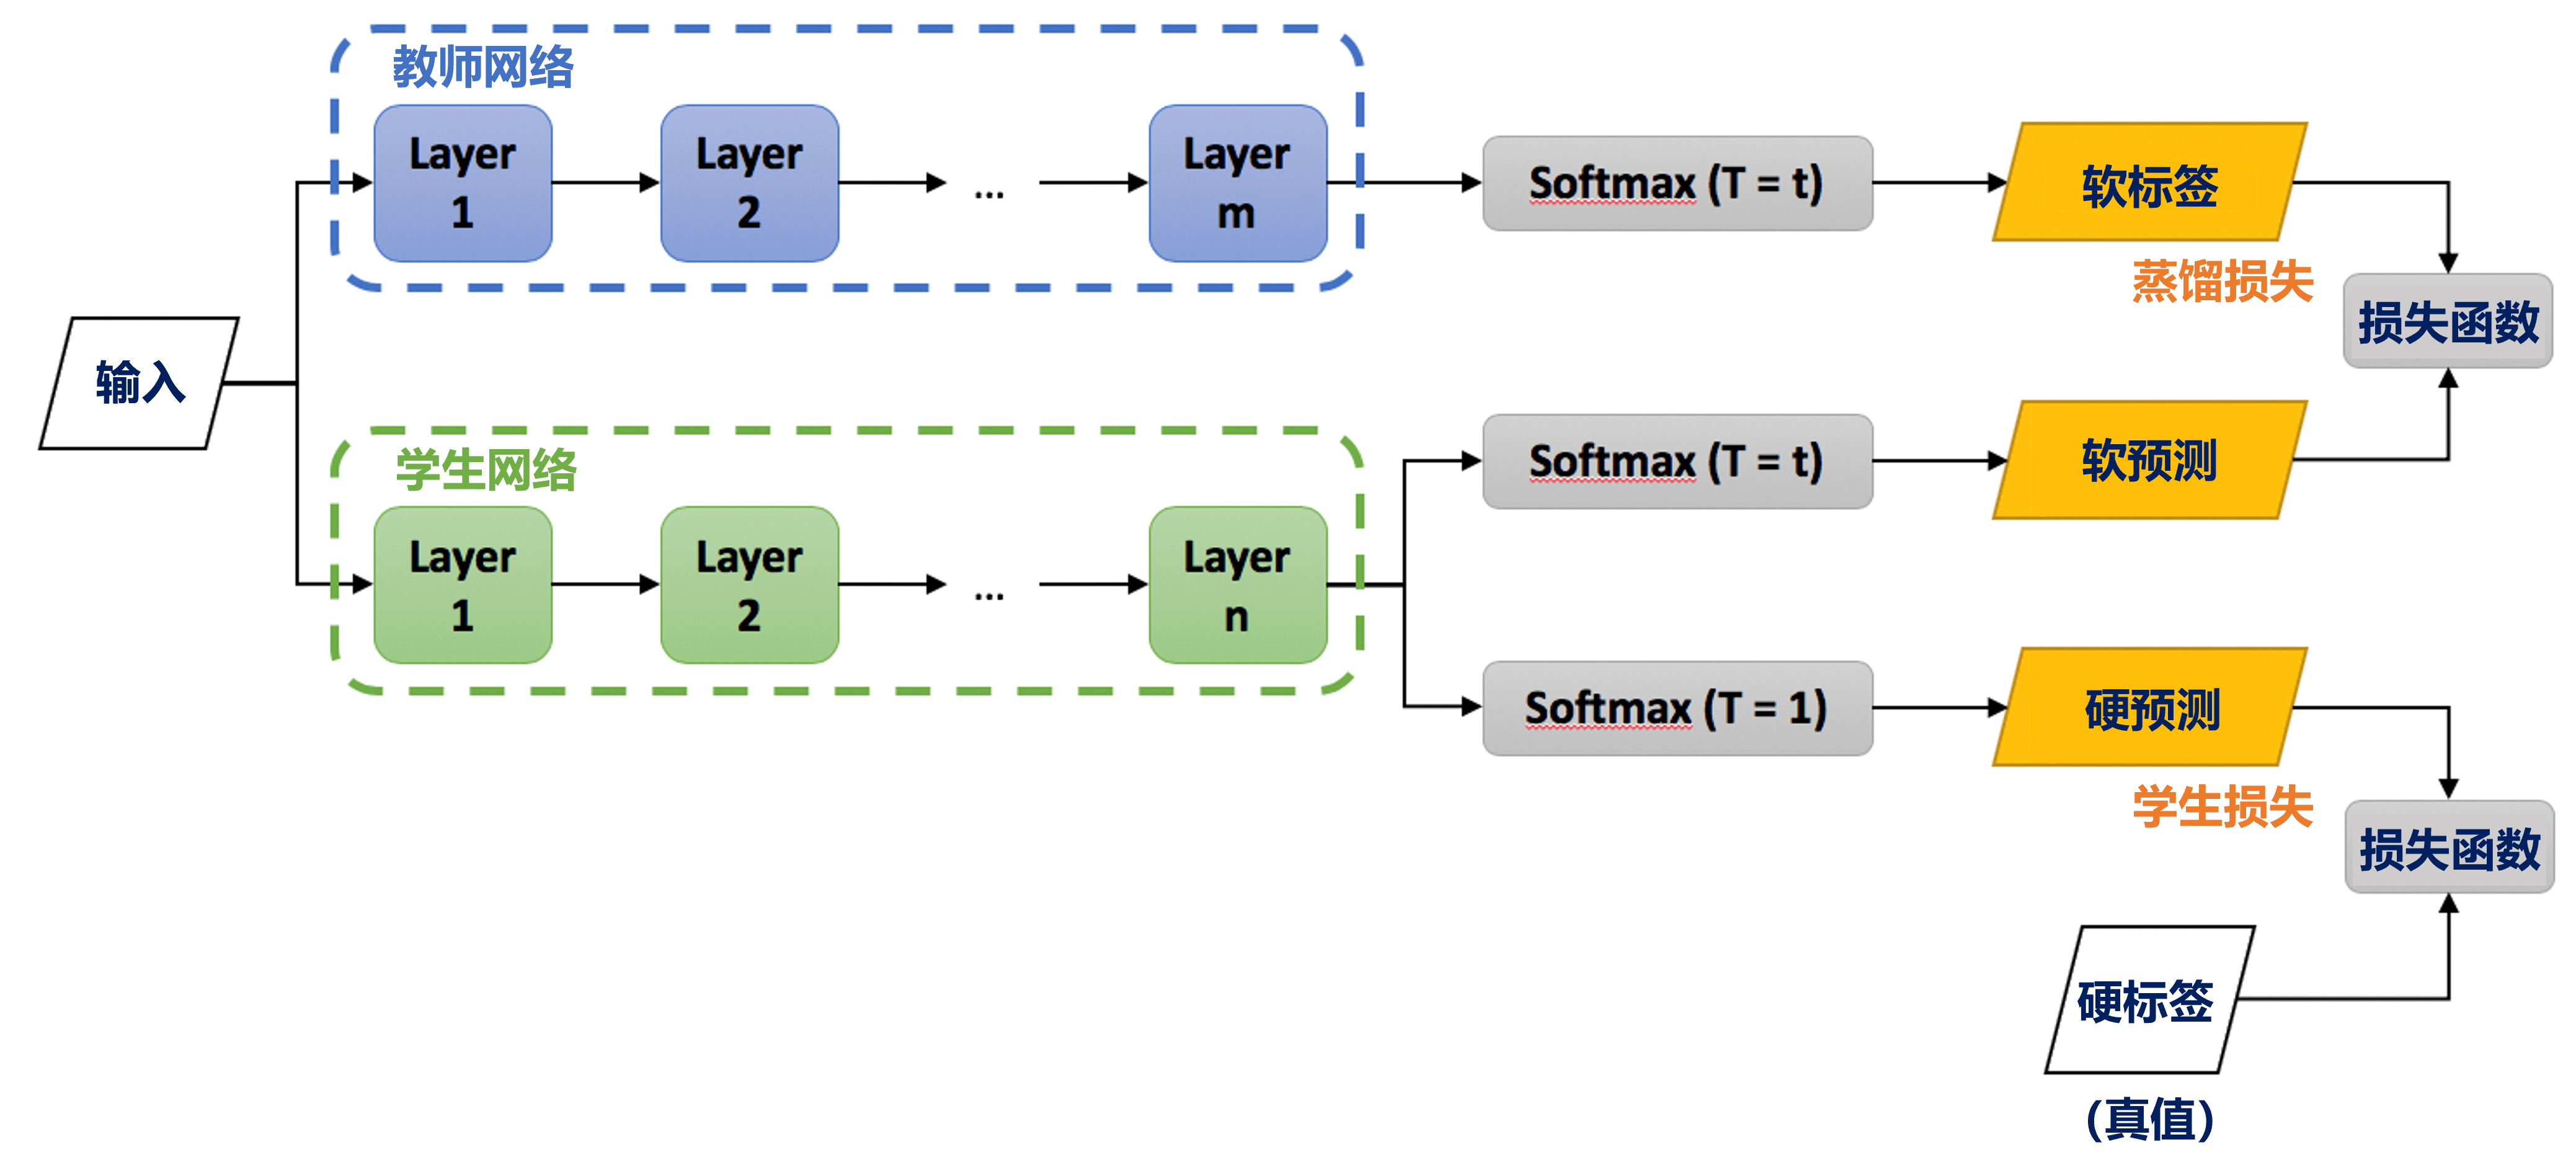 教师网络
Layer
1
Layer
2
...
Layer
m
Softmax (T = t)
软标签
蒸馏损失
损失函数
输入
学生网络
Layer
1
Layer
2
...
Layer
n
Softmax (T = t)
软预测
Softmax (T = 1)
硬预测
学生损失
损失函数
硬标签
(真值)